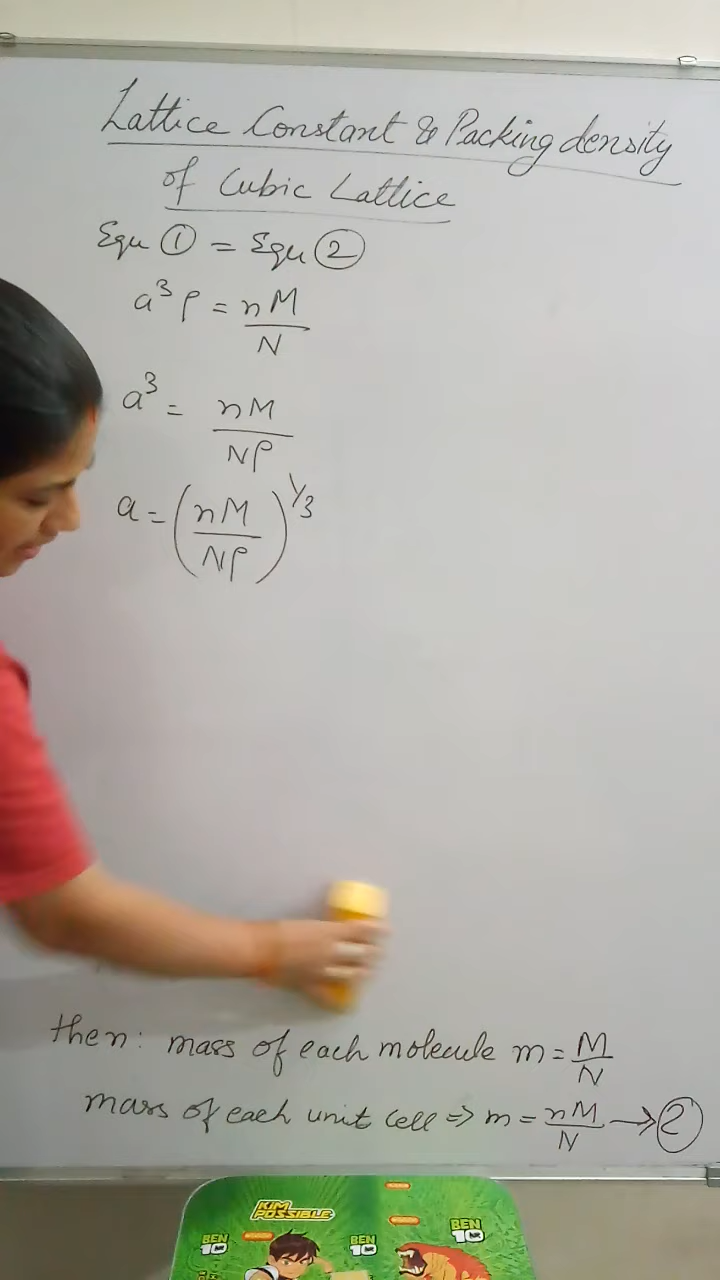 Lattice Constant & Packing density
of Cubic Lattice
Equ ① = Equ ②
a³ρ = nM/N
a³ = nM/Nρ
a = (nM/Nρ)^1/3
then: mass of each molecule m = M/N
mass of each unit cell ⇒ m = nM/N → ②
KIM POSSIBLE
BEN 10
BEN 10
BEN 10